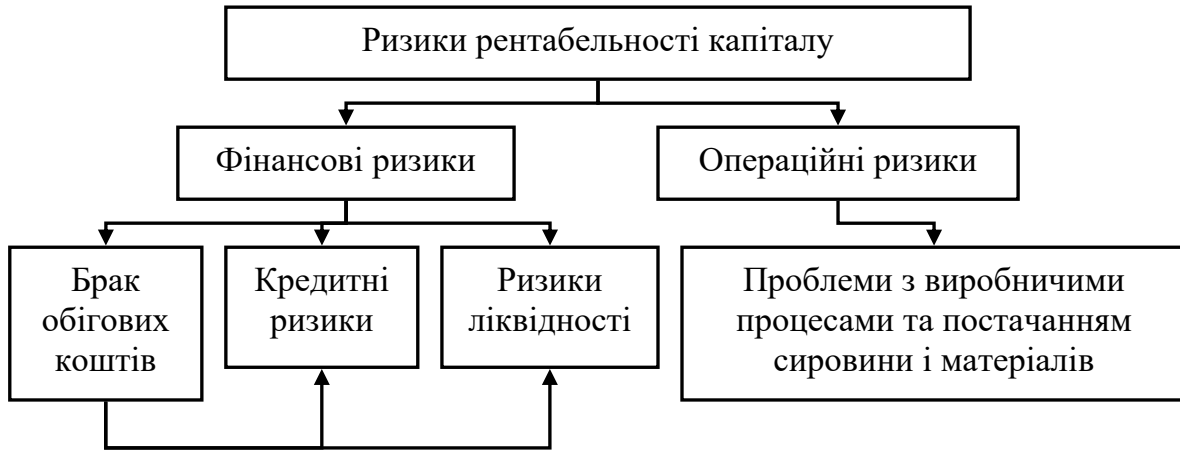 Ризики рентабельності капіталу
Фінансові ризики
Операційні ризики
Брак
обігових
коштів
Кредитні
ризики
Ризики
ліквідності
Проблеми з виробничими
процесами та постачанням
сировини і матеріалів